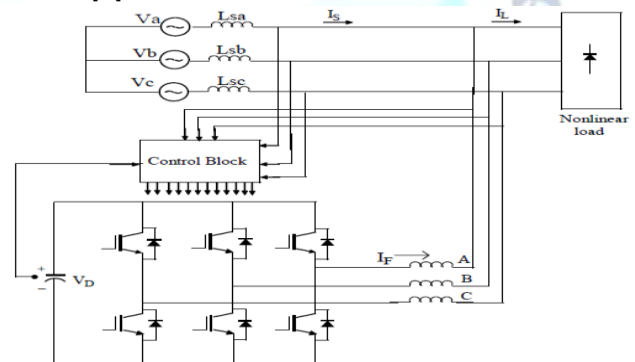 Va
Lsa
IS
IL
Vb
Lsb
Vc
Lsc
Nonlinear
load
Control Block
IF
A
B
C
+
VD
−